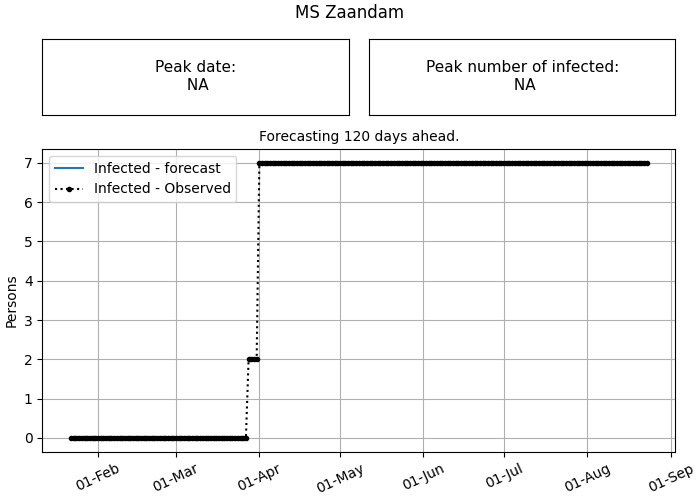 MS Zaandam
Peak date:
NA
Peak number of infected:
NA
Forecasting 120 days ahead.
Infected - forecast
Infected - Observed
Persons
7
6
5
4
3
2
1
0
01-Feb
01-Mar
01-Apr
01-May
01-Jun
01-Jul
01-Aug
01-Sep